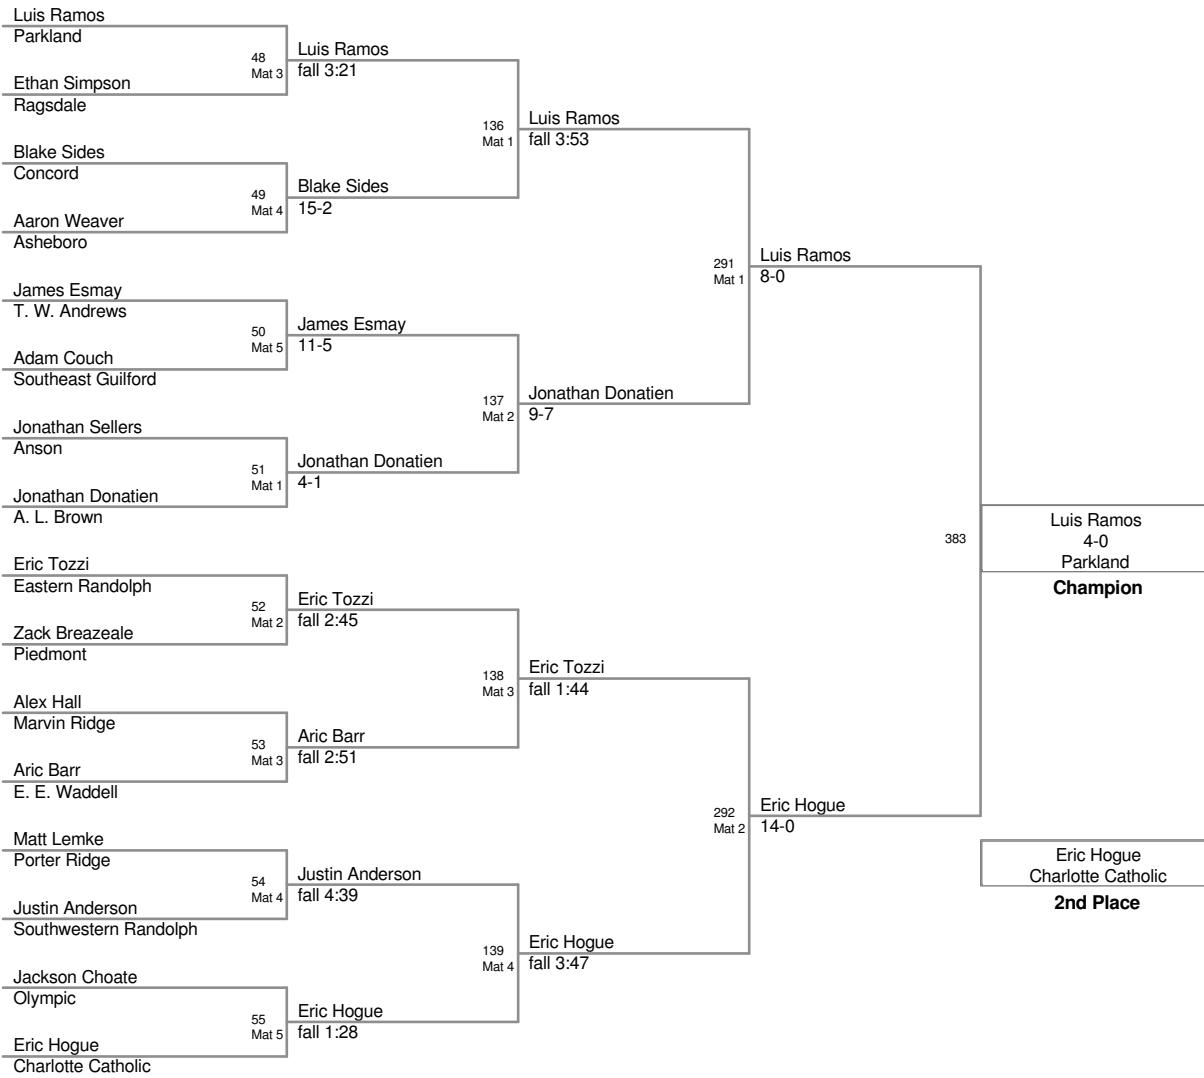 Luis Ramos
Parkland
48
Mat 3
Ethan Simpson
Ragsdale
Blake Sides
Concord
49
Mat 4
Aaron Weaver
Asheboro
James Esmay
T. W. Andrews
50
Mat 5
Adam Couch
Southeast Guilford
Jonathan Sellers
Anson
51
Mat 1
Jonathan Donatien
A. L. Brown
Eric Tozzi
Eastern Randolph
52
Mat 2
Zack Breazeale
Piedmont
Alex Hall
Marvin Ridge
53
Mat 3
Aric Barr
E. E. Waddell
Matt Lemke
Porter Ridge
54
Mat 4
Justin Anderson
Southwestern Randolph
Jackson Choate
Olympic
55
Mat 5
Eric Hogue
Charlotte Catholic
Luis Ramos
fall 3:21
136
Mat 1
Blake Sides
15-2
James Esmay
11-5
137
Mat 2
Jonathan Donatien
4-1
Eric Tozzi
fall 2:45
138
Mat 3
Aric Barr
fall 2:51
Justin Anderson
fall 4:39
139
Mat 4
Eric Hogue
fall 1:28
Luis Ramos
fall 3:53
291
Mat 1
Jonathan Donatien
9-7
Eric Tozzi
fall 1:44
292
Mat 2
Eric Hogue
fall 3:47
Luis Ramos
8-0
383
Eric Hogue
14-0
Luis Ramos
4-0
Parkland
Champion
Eric Hogue
Charlotte Catholic
2nd Place